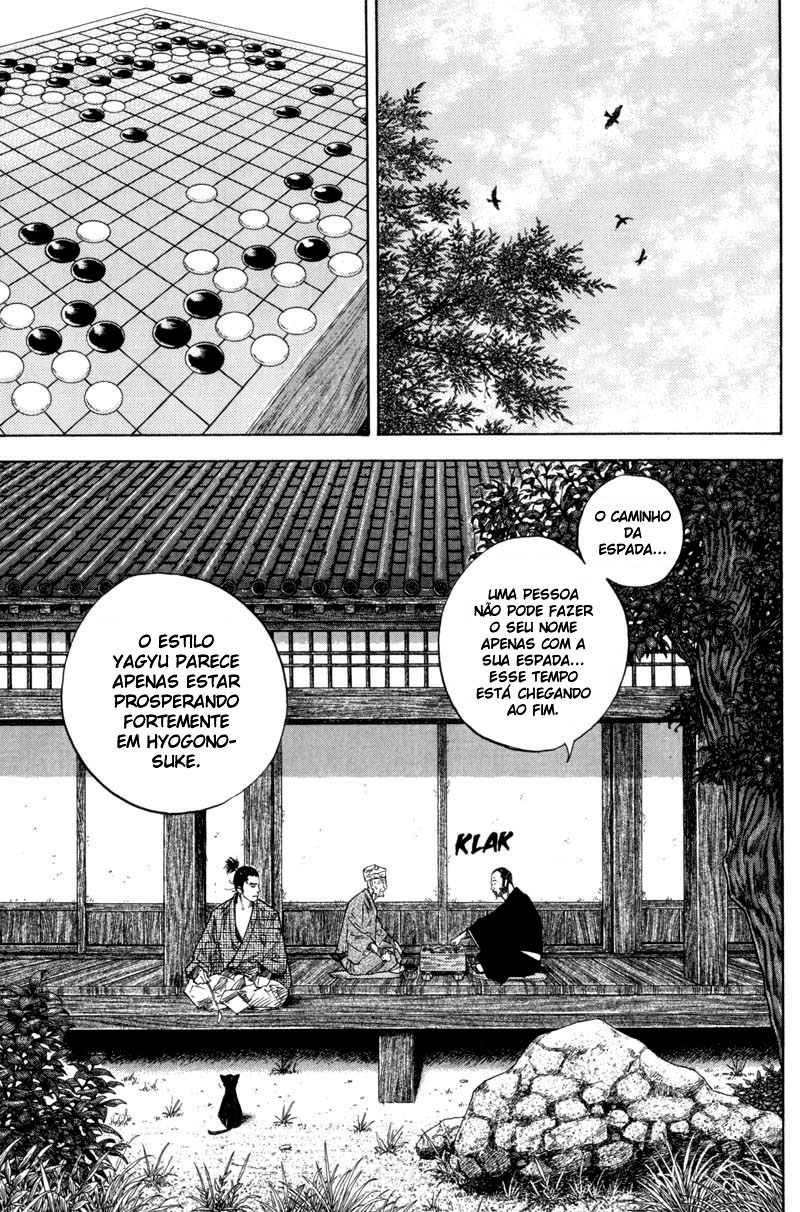 O CAMINHO
DA
ESPADA...
UMA PESSOA
NÃO PODE FAZER
O SEU NOME
APENAS COM A
SUA ESPADA...
ESSE TEMPO
ESTÁ CHEGANDO
AO FIM.
KLAK
O ESTILO
YAGYU PARECE
APENAS ESTAR
PROSPERANDO
FORTEMENTE
EM HYOGONO-
SUKE.